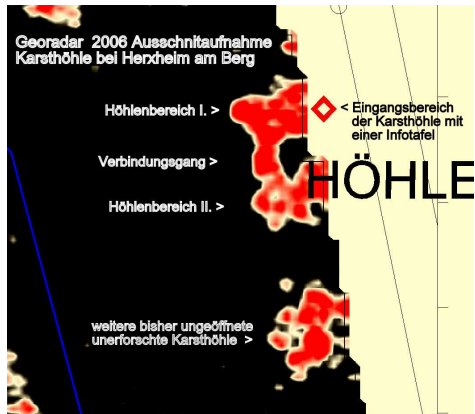 Georadar 2006 Ausschnitaufnahme
Karsthöhle bei Herxheim am Berg
Höhlenbereich I. >
< Eingangsbereich
der Karsthöhle mit
einer Infotafel
Verbindungsgang >
HÖHLE
Höhlenbereich II. >
weitere bisher ungeöffnete
unerforschte Karsthöhle >